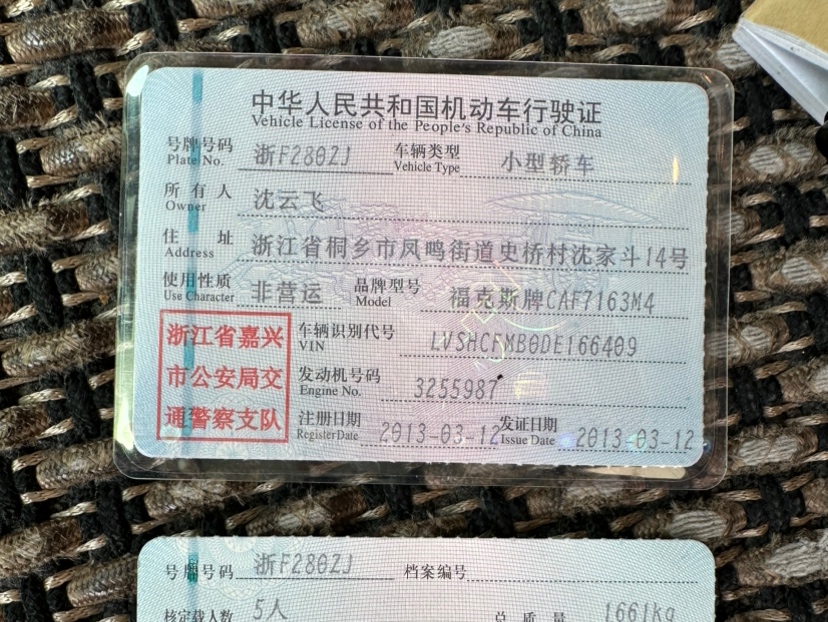 中华人民共和国机动车行驶证
Vehicle License of the People's Republic of China
号牌号码 浙F280ZJ 车辆类型 小型轿车
Plate No. Vehicle Type
所有人 沈云飞
Owner
住址 浙江省桐乡市凤鸣街道史桥村沈家斗14号
Address
使用性质 非营运 品牌型号 福克斯牌CAF7163M4
Use Character Model
浙江省嘉兴
市公安局交
通警察支队
车辆识别代号 LVSHCFMB0DE166409
VIN
发动机号码 3255987
Engine No.
注册日期 2013-03-12 发证日期 2013-03-12
Register Date Issue Date
号牌号码 浙F280ZJ 档案编号
核定载人数 5人 总质量 1661kg